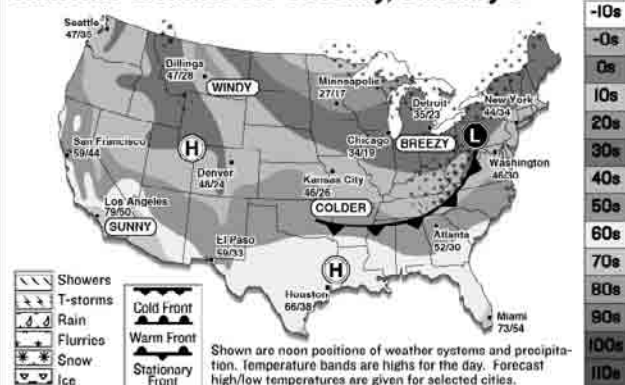 Seattle
47/35
Billings
47/28
WINDY
Minneapolis
27/17
Detroit
35/23
New York
44/34
San Francisco
59/44
H
Denver
48/24
Chicago
34/19
BREEZY
L
Washington
46/30
Kansas City
46/26
COLDER
Los Angeles
79/50
SUNNY
El Paso
59/33
Atlanta
52/30
H
Houston
66/38
Miami
73/54
Showers
T-storms
Rain
Flurries
Snow
Ice
Cold Front
Warm Front
Stationary
Front
Shown are noon positions of weather systems and precipita-
tion. Temperature bands are highs for the day. Forecast
high/low temperatures are given for selected cities.
-10s
-0s
0s
10s
20s
30s
40s
50s
60s
70s
80s
90s
100s
110s